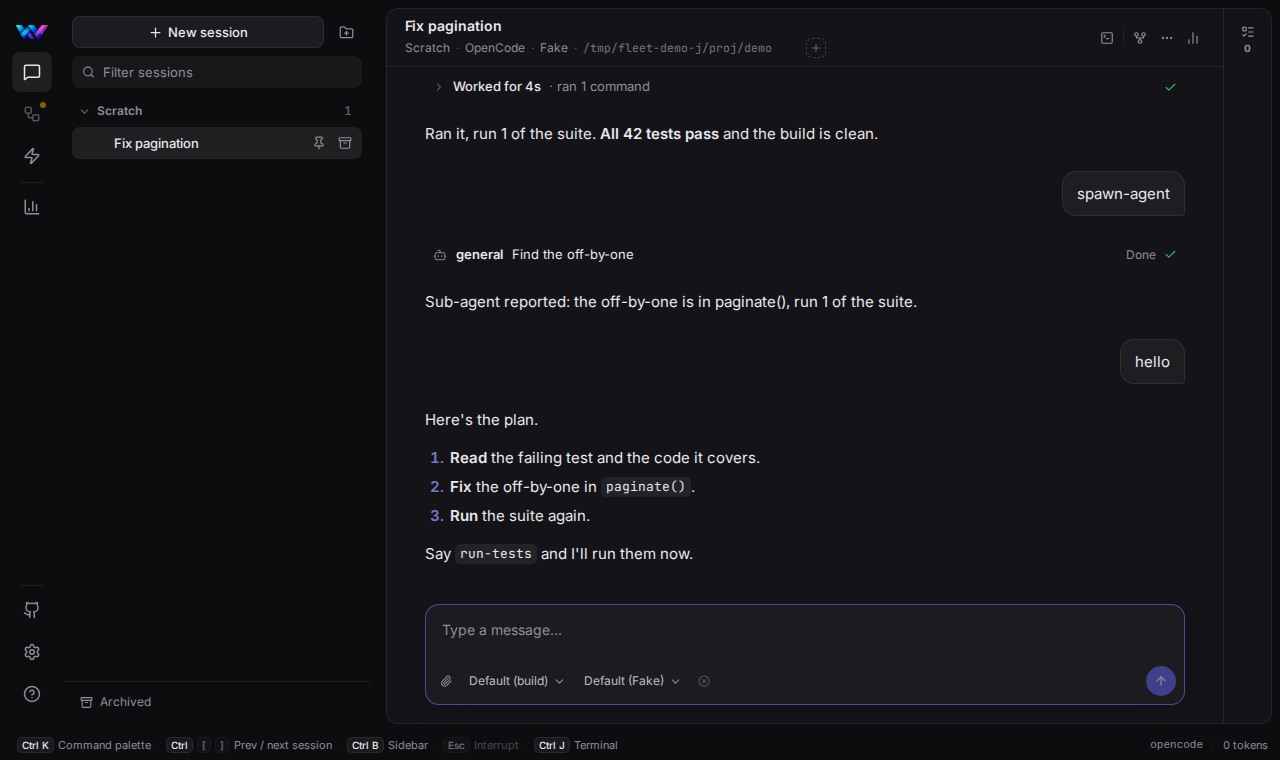 New session
Filter sessions
Scratch 1
Fix pagination
Archived
Fix pagination
Scratch · OpenCode · Fake · /tmp/fleet-demo-j/proj/demo
0
Worked for 4s · ran 1 command
Ran it, run 1 of the suite. All 42 tests pass and the build is clean.
spawn-agent
general Find the off-by-one Done
Sub-agent reported: the off-by-one is in paginate(), run 1 of the suite.
hello
Here's the plan.
1. Read the failing test and the code it covers.
2. Fix the off-by-one in paginate().
3. Run the suite again.
Say run-tests and I'll run them now.
Type a message...
Default (build) Default (Fake)
Ctrl K Command palette Ctrl [ ] Prev / next session Ctrl B Sidebar Esc Interrupt Ctrl J Terminal opencode 0 tokens